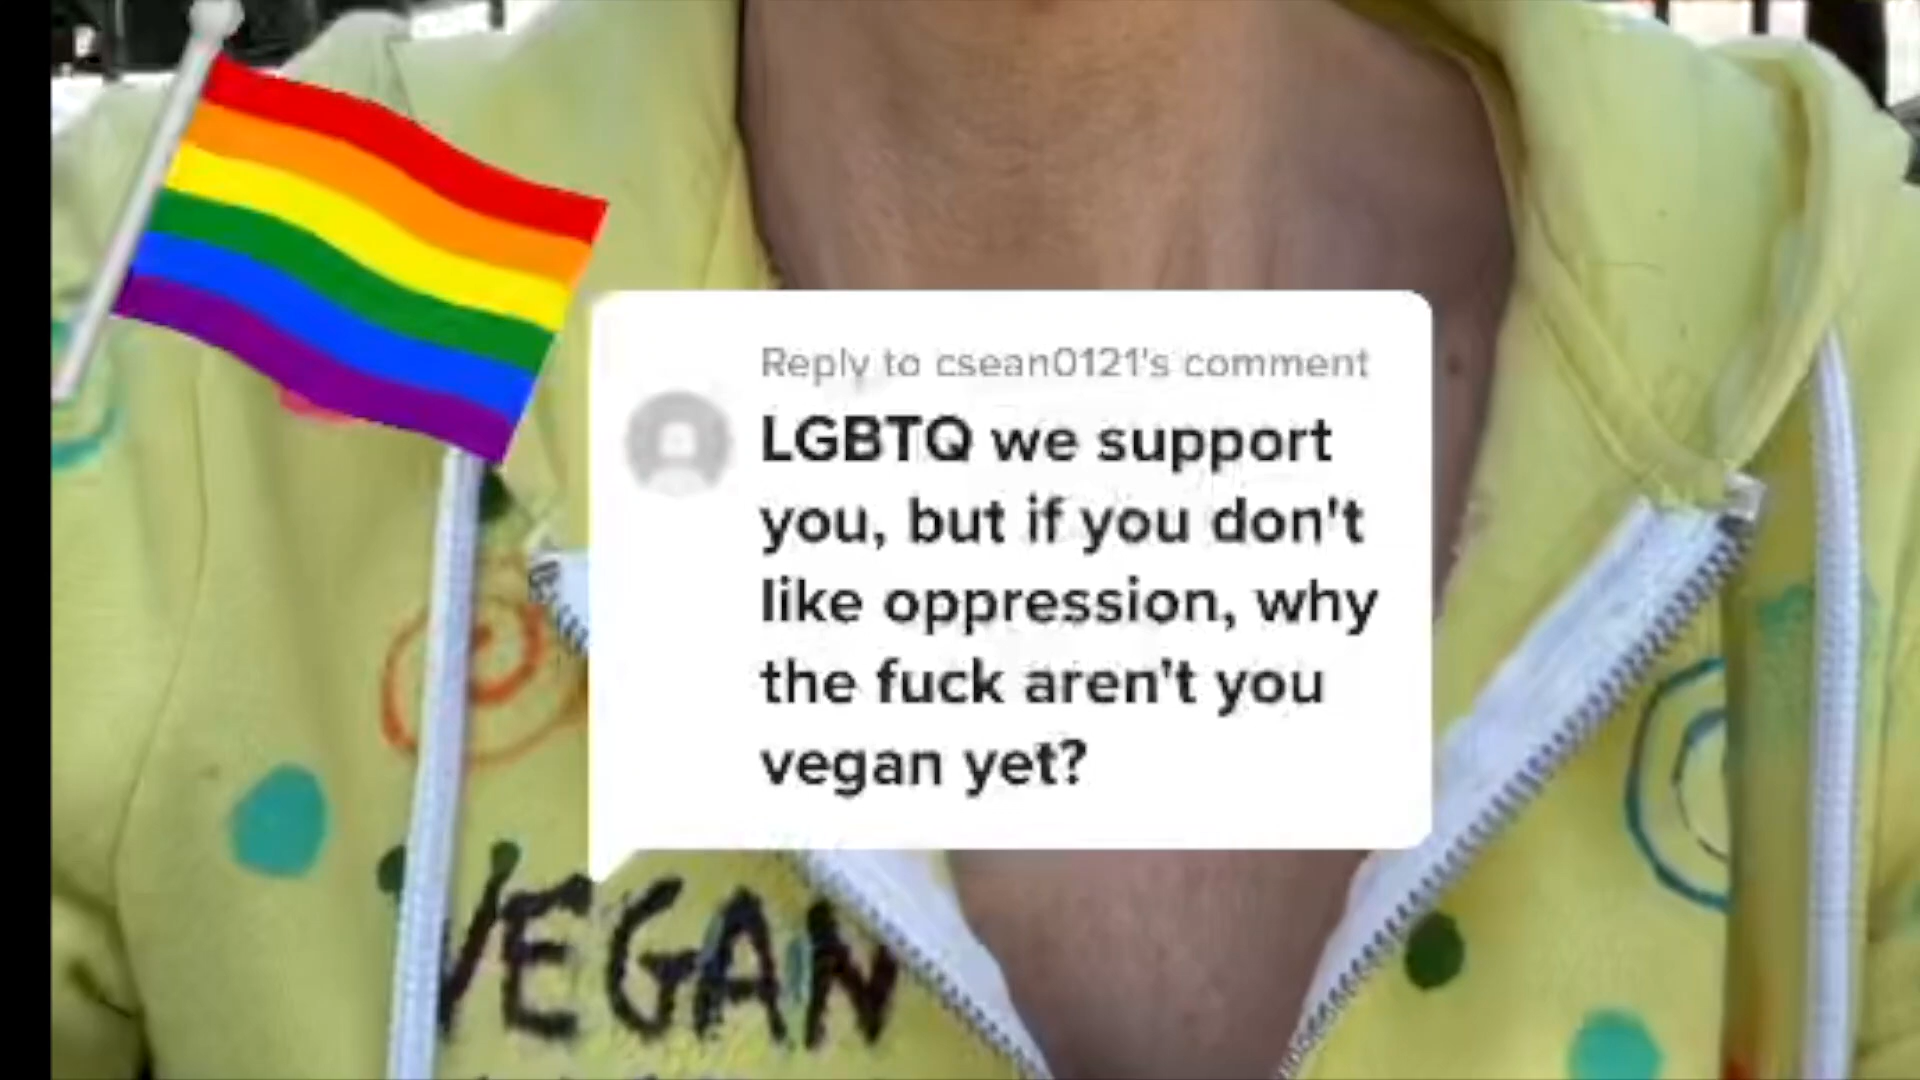 Reply to csean0121's comment
LGBTQ we support
you, but if you don't
like oppression, why
the fuck aren't you
vegan yet?
VEGAN